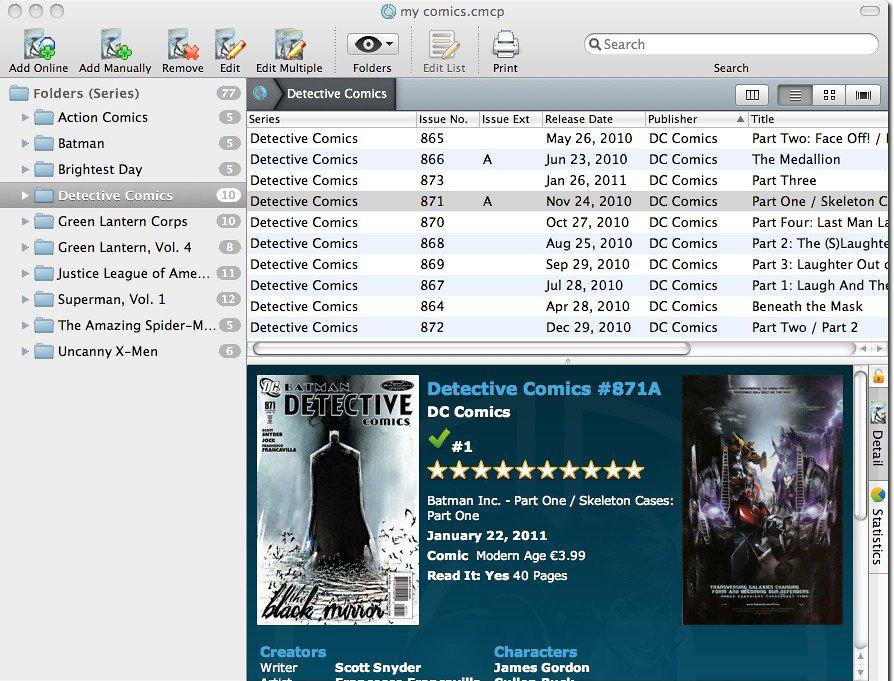 my comics.cmcp
Add Online Add Manually Remove Edit Edit Multiple Folders Edit List Print Search
Search
Folders (Series) 77
Action Comics 5
Batman 5
Brightest Day 5
Detective Comics 10
Green Lantern Corps 10
Green Lantern, Vol. 4 8
Justice League of Ame... 11
Superman, Vol. 1 12
The Amazing Spider-M... 5
Uncanny X-Men 6
Detective Comics
Series Issue No. Issue Ext Release Date Publisher Title
Detective Comics 865 May 26, 2010 DC Comics Part Two: Face Off! /
Detective Comics 866 A Jun 23, 2010 DC Comics The Medallion
Detective Comics 873 Jan 26, 2011 DC Comics Part Three
Detective Comics 871 A Nov 24, 2010 DC Comics Part One / Skeleton C
Detective Comics 870 Oct 27, 2010 DC Comics Part Four: Last Man La
Detective Comics 868 Aug 25, 2010 DC Comics Part 2: The (S)Laughte
Detective Comics 869 Sep 29, 2010 DC Comics Part 3: Laughter Out o
Detective Comics 867 Jul 28, 2010 DC Comics Part 1: Laugh And The
Detective Comics 864 Apr 28, 2010 DC Comics Beneath the Mask
Detective Comics 872 Dec 29, 2010 DC Comics Part Two / Part 2
DC
BATMAN
DETECTIVE
COMICS
871
SCOTT
SNYDER
JOCK
FRANCESCO
FRANCAVILLA
the
black mirror
Detective Comics #871A
DC Comics
#1
Batman Inc. - Part One / Skeleton Cases:
Part One
January 22, 2011
Comic Modern Age €3.99
Read It: Yes 40 Pages
TRANSVERSING GALAXIES CHANGING
Detail
Statistics
Creators
Writer Scott Snyder
Artist Francesco Francavilla
Characters
James Gordon
Cullen Bock